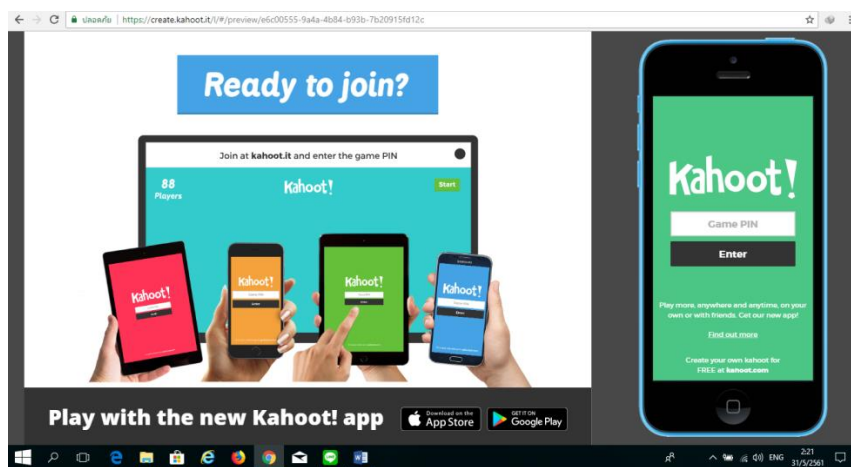 ปลอดภัย https://create.kahoot.it/l/#/preview/e6c00555-9a4a-4b84-b93b-7b20915fd12c
Ready to join?
Join at kahoot.it and enter the game PIN
88
Players
Kahoot!
Start
Kahoot!
Kahoot!
Kahoot!
Kahoot!
Play with the new Kahoot! app
Download on the
App Store
GET IT ON
Google Play
Kahoot!
Game PIN
Enter
Play more, anywhere and anytime, on your
own or with friends. Get our new app!
Find out more
Create your own kahoot for
FREE at kahoot.com
ENG
2:21
31/5/2561